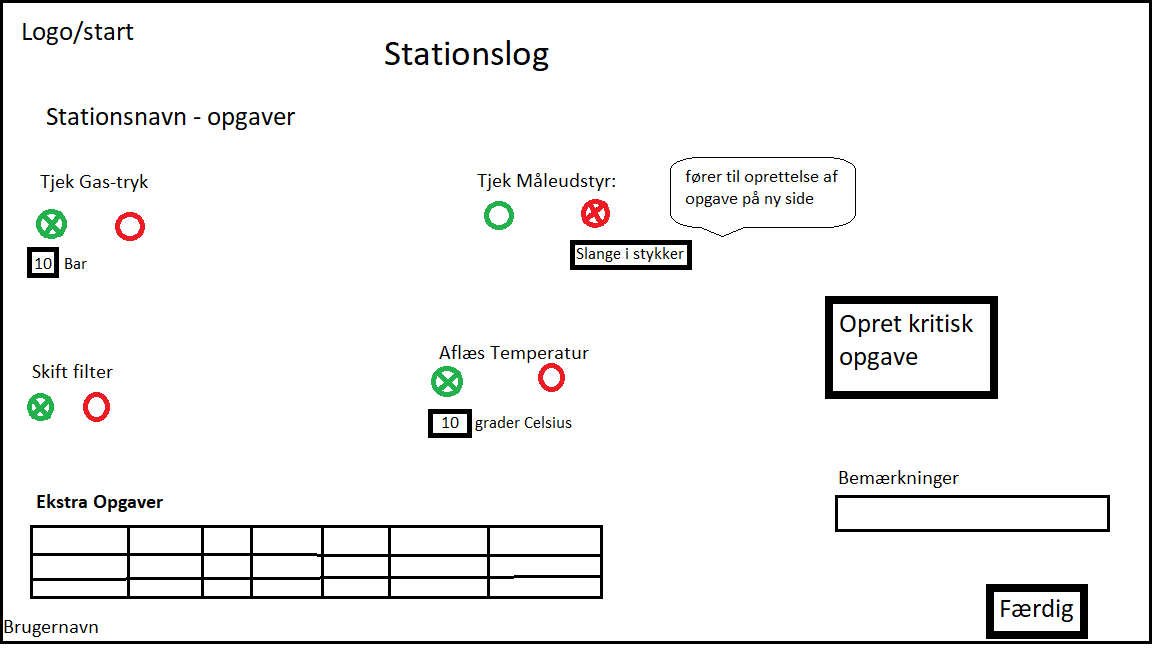 Logo/start
Stationslog
Stationsnavn - opgaver
Tjek Gas-tryk
10 Bar
Tjek Måleudstyr:
Slange i stykker
fører til oprettelse af
opgave på ny side
Skift filter
Aflæs Temperatur
10 grader Celsius
Opret kritisk
opgave
Ekstra Opgaver
Bemærkninger
Færdig
Brugernavn